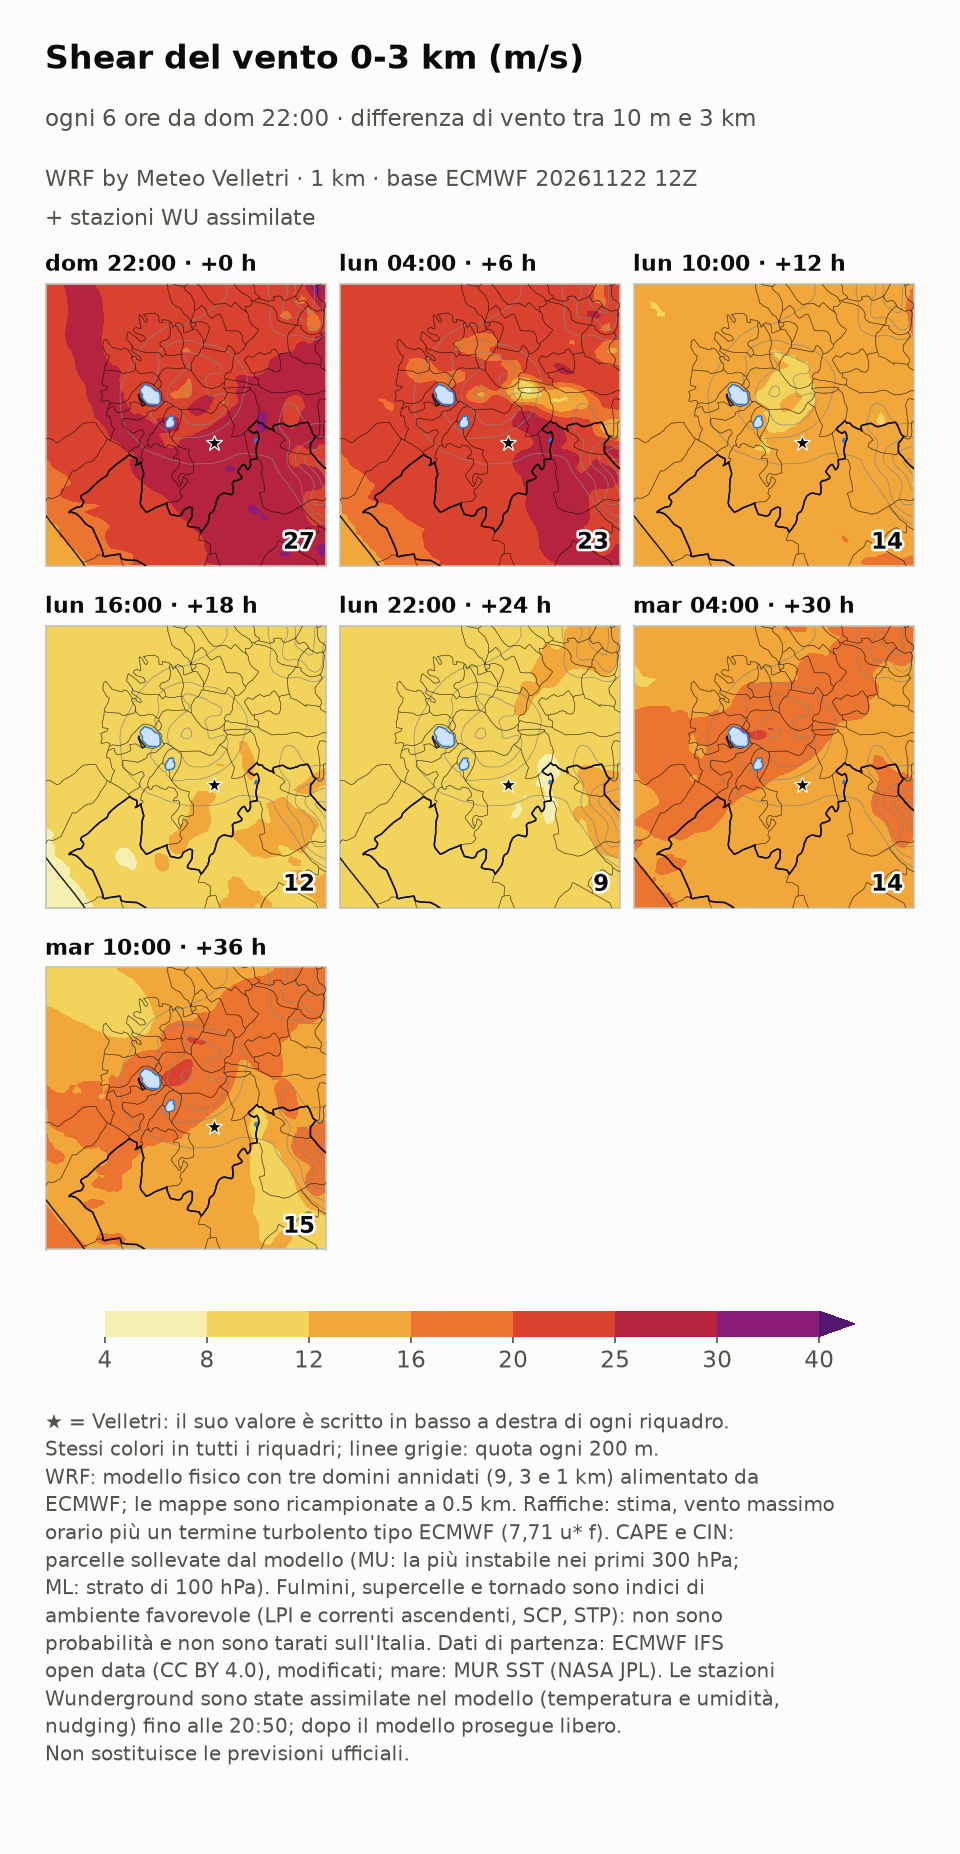 Shear del vento 0-3 km (m/s)
ogni 6 ore da dom 22:00 · differenza di vento tra 10 m e 3 km
WRF by Meteo Velletri · 1 km · base ECMWF 20261122 12Z
+ stazioni WU assimilate
dom 22:00 · +0 h
lun 04:00 · +6 h
lun 10:00 · +12 h
27
23
14
lun 16:00 · +18 h
lun 22:00 · +24 h
mar 04:00 · +30 h
12
9
14
mar 10:00 · +36 h
15
4 8 12 16 20 25 30 40
★ = Velletri: il suo valore è scritto in basso a destra di ogni riquadro.
Stessi colori in tutti i riquadri; linee grigie: quota ogni 200 m.
WRF: modello fisico con tre domini annidati (9, 3 e 1 km) alimentato da
ECMWF; le mappe sono ricampionate a 0.5 km. Raffiche: stima, vento massimo
orario più un termine turbolento tipo ECMWF (7,71 u* f). CAPE e CIN:
parcelle sollevate dal modello (MU: la più instabile nei primi 300 hPa;
ML: strato di 100 hPa). Fulmini, supercelle e tornado sono indici di
ambiente favorevole (LPI e correnti ascendenti, SCP, STP): non sono
probabilità e non sono tarati sull'Italia. Dati di partenza: ECMWF IFS
open data (CC BY 4.0), modificati; mare: MUR SST (NASA JPL). Le stazioni
Wunderground sono state assimilate nel modello (temperatura e umidità,
nudging) fino alle 20:50; dopo il modello prosegue libero.
Non sostituisce le previsioni ufficiali.